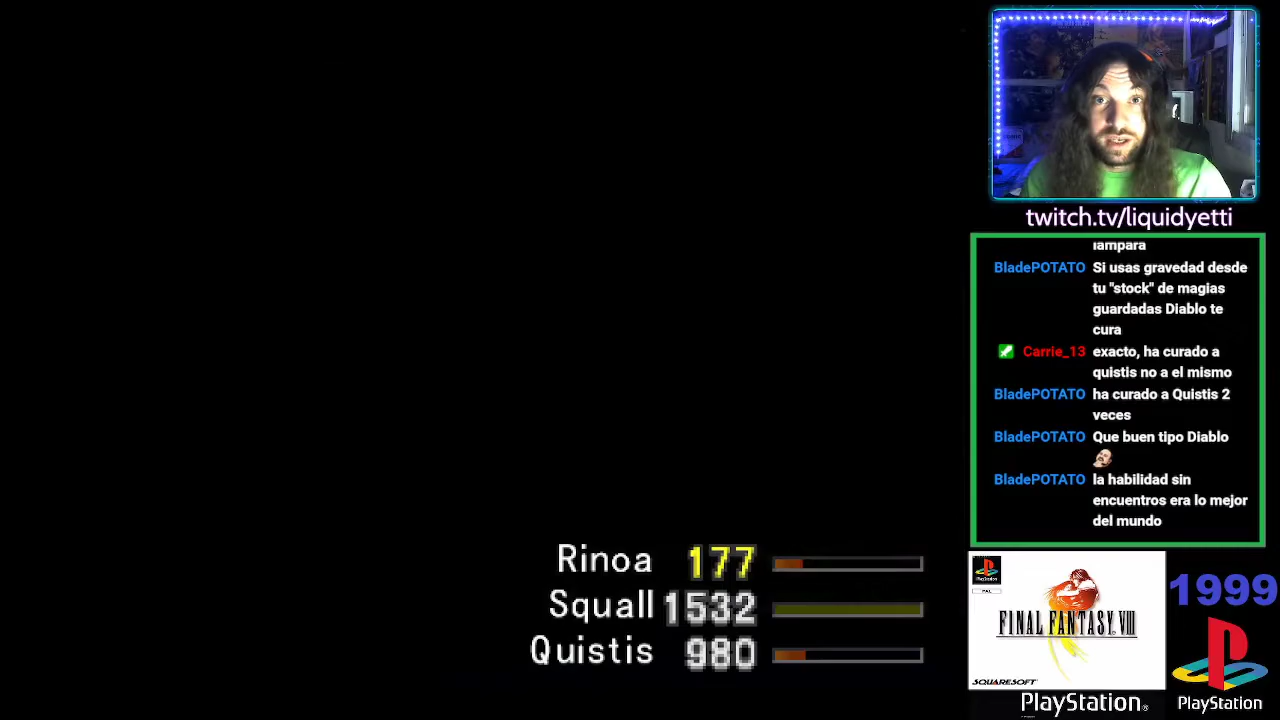 twitch.tv/liquidyetti
lámpara
BladePOTATO Si usas gravedad desde
tu "stock" de magias
guardadas Diablo te
cura
Carrie_13 exacto, ha curado a
quistis no a el mismo
BladePOTATO ha curado a Quistis 2
veces
BladePOTATO Que buen tipo Diablo
BladePOTATO la habilidad sin
encuentros era lo mejor
del mundo
Rinoa 177
Squall 1532
Quistis 980
PlayStation
PAL
FINAL FANTASY VIII
SQUARESOFT
PlayStation
1999
PlayStation